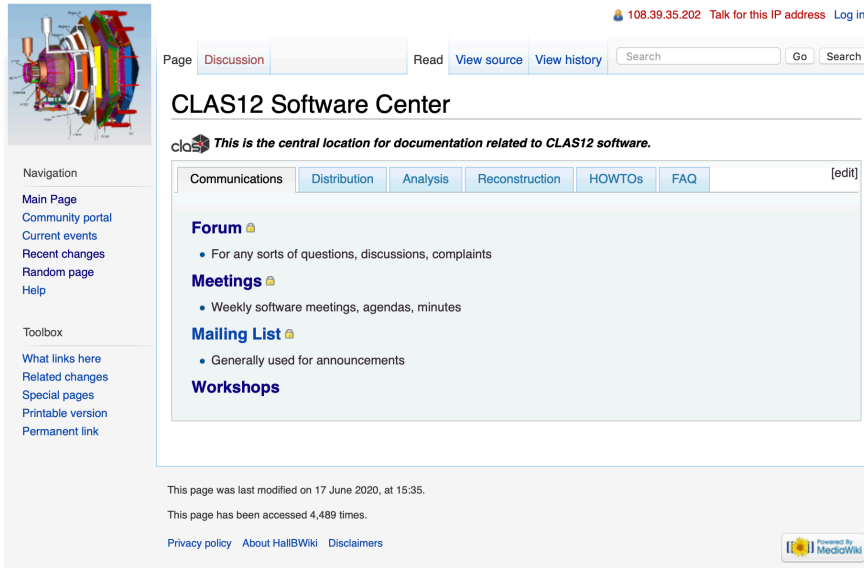 108.39.35.202 Talk for this IP address Log in
Page Discussion Read View source View history Search Go Search
CLAS12 Software Center
clas This is the central location for documentation related to CLAS12 software.
Communications Distribution Analysis Reconstruction HOWTOs FAQ [edit]
Forum
For any sorts of questions, discussions, complaints
Meetings
Weekly software meetings, agendas, minutes
Mailing List
Generally used for announcements
Workshops
Navigation
Main Page
Community portal
Current events
Recent changes
Random page
Help
Toolbox
What links here
Related changes
Special pages
Printable version
Permanent link
This page was last modified on 17 June 2020, at 15:35.
This page has been accessed 4,489 times.
Privacy policy About HallBWiki Disclaimers
Powered By
MediaWiki